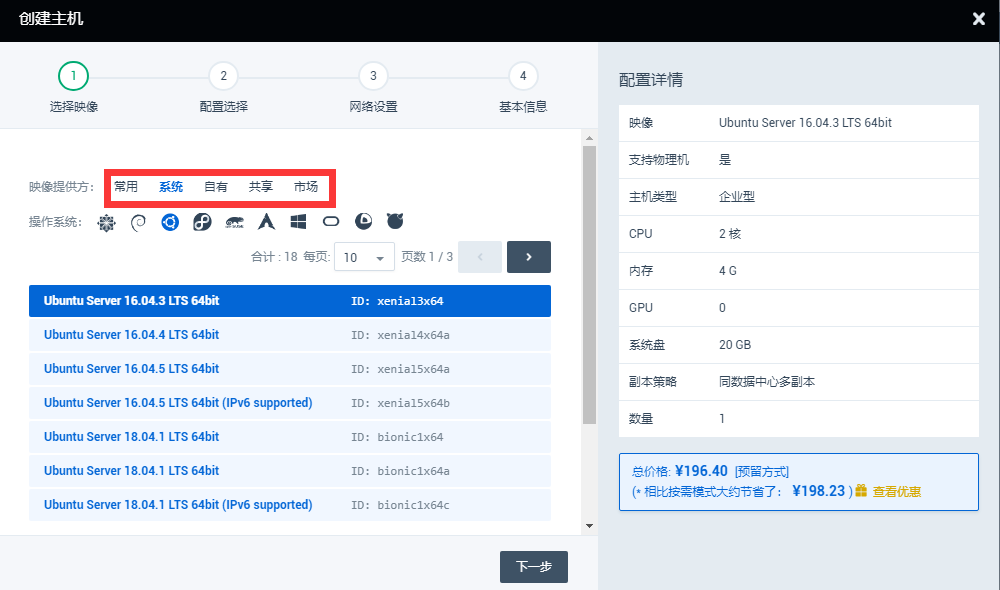 创建主机
1 2 3 4
选择映像 配置选择 网络设置 基本信息
映像提供方： 常用 系统 自有 共享 市场
操作系统：
合计 : 18 每页: 10 页数 1 / 3
Ubuntu Server 16.04.3 LTS 64bit ID: xenial3x64
Ubuntu Server 16.04.4 LTS 64bit ID: xenial4x64a
Ubuntu Server 16.04.5 LTS 64bit ID: xenial5x64a
Ubuntu Server 16.04.5 LTS 64bit (IPv6 supported) ID: xenial5x64b
Ubuntu Server 18.04.1 LTS 64bit ID: bionic1x64
Ubuntu Server 18.04.1 LTS 64bit ID: bionic1x64a
Ubuntu Server 18.04.1 LTS 64bit (IPv6 supported) ID: bionic1x64c
下一步
配置详情
映像 Ubuntu Server 16.04.3 LTS 64bit
支持物理机 是
主机类型 企业型
CPU 2 核
内存 4 G
GPU 0
系统盘 20 GB
副本策略 同数据中心多副本
数量 1
总价格: ¥196.40 [预留方式]
(* 相比按需模式大约节省了： ¥198.23 ) 查看优惠